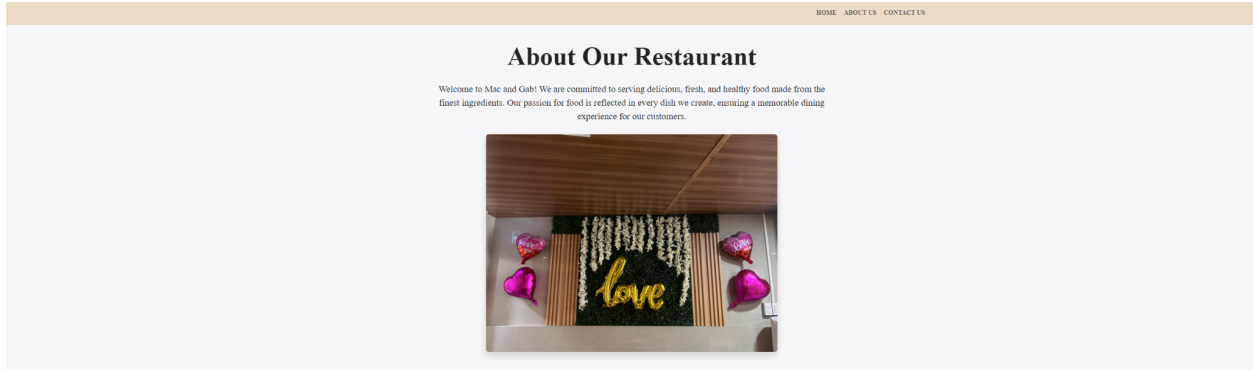 HOME ABOUT US CONTACT US
About Our Restaurant
Welcome to Mac and Gab! We are committed to serving delicious, fresh, and healthy food made from the
finest ingredients. Our passion for food is reflected in every dish we create, ensuring a memorable dining
experience for our customers.
love